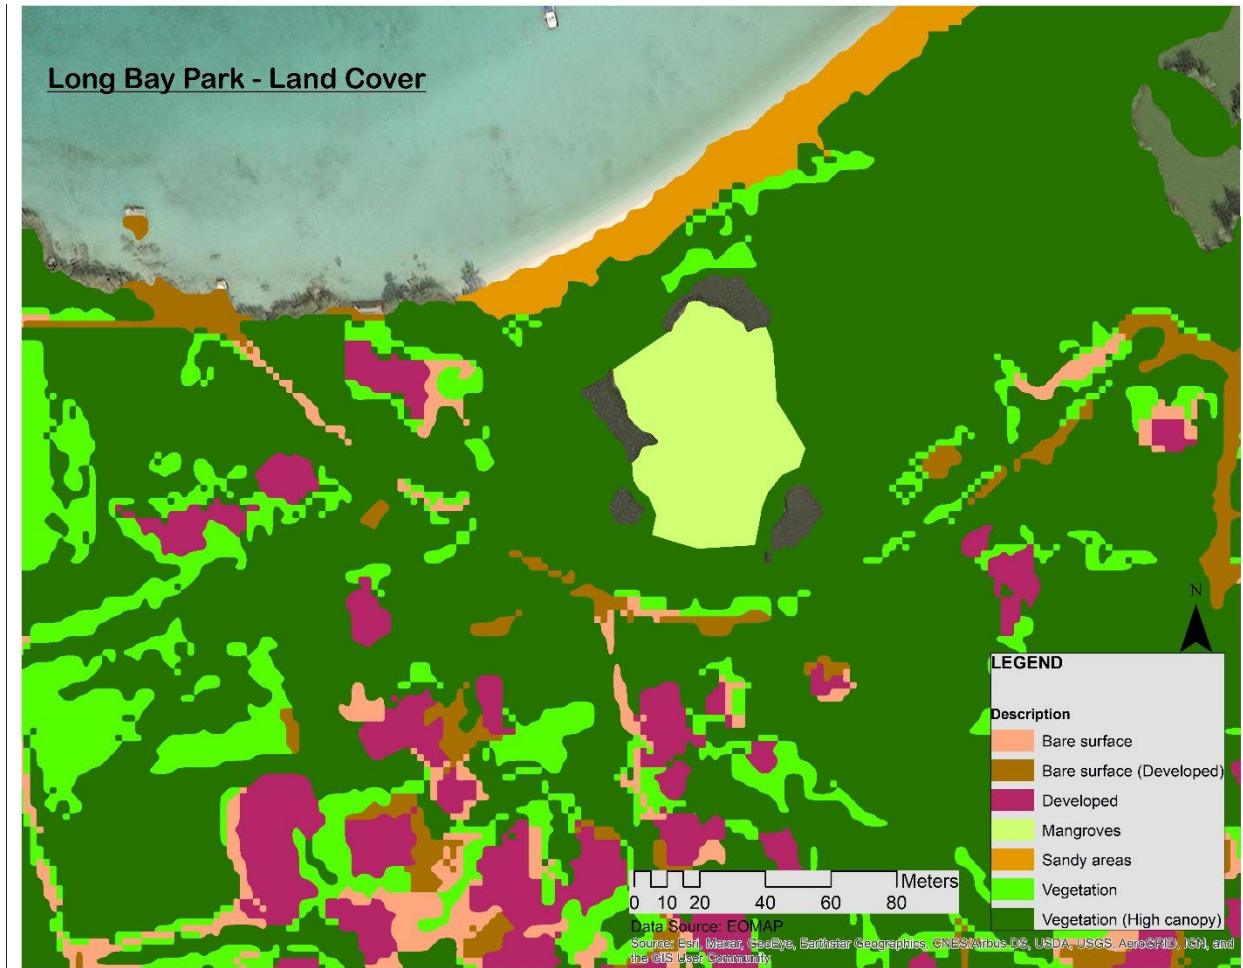 Long Bay Park - Land Cover
N
LEGEND
Description
Bare surface
Bare surface (Developed)
Developed
Mangroves
Sandy areas
Vegetation
Vegetation (High canopy)
Meters
0 10 20 40 60 80
Data Source: EOMAP
Source: Esri, Maxar, GeoEye, Earthstar Geographics, CNES/Airbus DS, USDA, USGS, AeroGRID, IGN, and
the GIS User Community